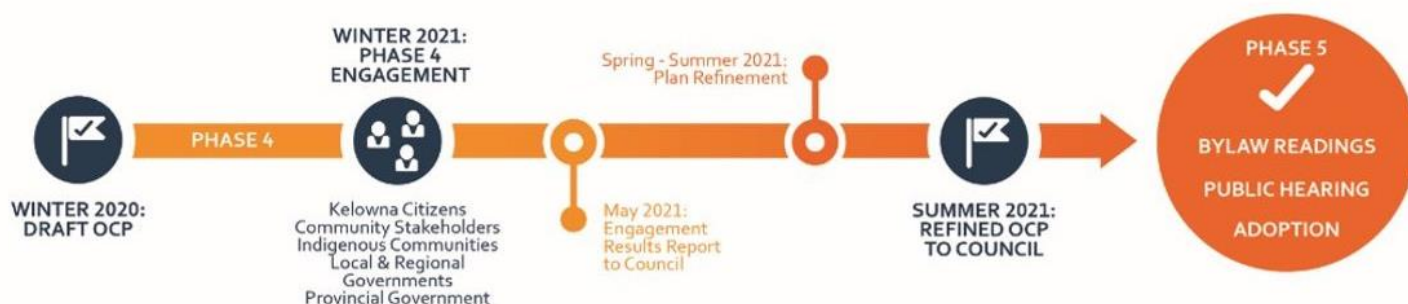 WINTER 2020:
DRAFT OCP
PHASE 4
WINTER 2021:
PHASE 4
ENGAGEMENT
Kelowna Citizens
Community Stakeholders
Indigenous Communities
Local & Regional
Governments
Provincial Government
May 2021:
Engagement
Results Report
to Council
Spring - Summer 2021:
Plan Refinement
SUMMER 2021:
REFINED OCP
TO COUNCIL
PHASE 5
BYLAW READINGS
PUBLIC HEARING
ADOPTION